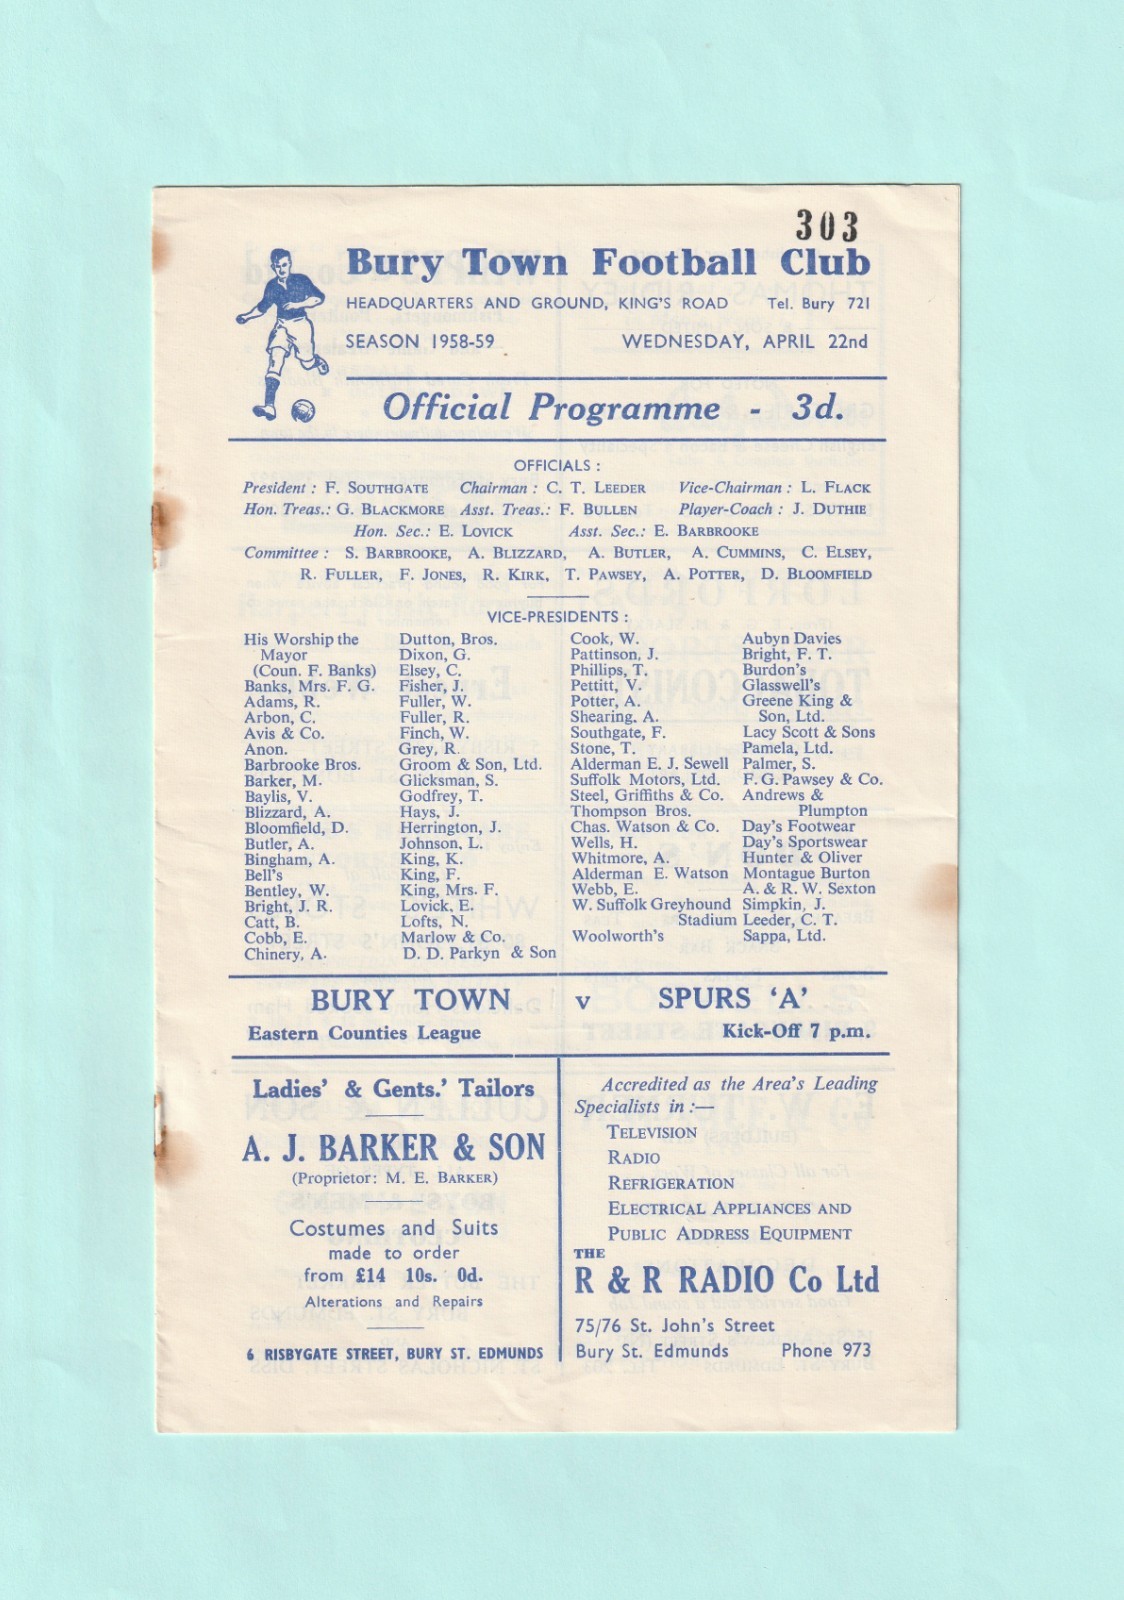 303
Bury Town Football Club
HEADQUARTERS AND GROUND, KING'S ROAD Tel. Bury 721
SEASON 1958-59 WEDNESDAY, APRIL 22nd
Official Programme - 3d.
OFFICIALS :
President : F. SOUTHGATE Chairman : C. T. LEEDER Vice-Chairman : L. FLACK
Hon. Treas.: G. BLACKMORE Asst. Treas.: F. BULLEN Player-Coach : J. DUTHIE
Hon. Sec.: E. LOVICK Asst. Sec.: E. BARBROOKE
Committee : S. BARBROOKE, A. BLIZZARD, A. BUTLER, A. CUMMINS, C. ELSEY,
R. FULLER, F. JONES, R. KIRK, T. PAWSEY, A. POTTER, D. BLOOMFIELD
VICE-PRESIDENTS :
His Worship the
Mayor
(Coun. F. Banks)
Banks, Mrs. F. G.
Adams, R.
Arbon, C.
Avis & Co.
Anon.
Barbrooke Bros.
Barker, M.
Baylis, V.
Blizzard, A.
Bloomfield, D.
Butler, A.
Bingham, A.
Bell's
Bentley, W.
Bright, J. R.
Catt, B.
Cobb, E.
Chinery, A.
Dutton, Bros.
Dixon, G.
Elsey, C.
Fisher, J.
Fuller, W.
Fuller, R.
Finch, W.
Grey, R.
Groom & Son, Ltd.
Glicksman, S.
Godfrey, T.
Hays, J.
Herrington, J.
Johnson, L.
King, K.
King, F.
King, Mrs. F.
Lovick, E.
Lofts, N.
Marlow & Co.
D. D. Parkyn & Son
Cook, W.
Pattinson, J.
Phillips, T.
Pettitt, V.
Potter, A.
Shearing. A.
Southgate, F.
Stone, T.
Alderman E. J. Sewell
Suffolk Motors, Ltd.
Steel, Griffiths & Co.
Thompson Bros.
Chas. Watson & Co.
Wells, H.
Whitmore, A.
Alderman E. Watson
Webb, E.
W. Suffolk Greyhound
Stadium
Woolworth's
Aubyn Davies
Bright, F. T.
Burdon's
Glasswell's
Greene King &
Son, Ltd.
Lacy Scott & Sons
Pamela, Ltd.
Palmer, S.
F. G. Pawsey & Co.
Andrews &
Plumpton
Day's Footwear
Day's Sportswear
Hunter & Oliver
Montague Burton
A. & R. W. Sexton
Simpkin, J.
Leeder, C. T.
Sappa, Ltd.
BURY TOWN v SPURS 'A'
Eastern Counties League Kick-Off 7 p.m.
Ladies' & Gents.' Tailors
A. J. BARKER & SON
(Proprietor: M. E. BARKER)
Costumes and Suits
made to order
from £14 10s. 0d.
Alterations and Repairs
6 RISBYGATE STREET, BURY ST. EDMUNDS
Accredited as the Area's Leading
Specialists in :—
TELEVISION
RADIO
REFRIGERATION
ELECTRICAL APPLIANCES AND
PUBLIC ADDRESS EQUIPMENT
THE
R & R RADIO Co Ltd
75/76 St. John's Street
Bury St. Edmunds Phone 973